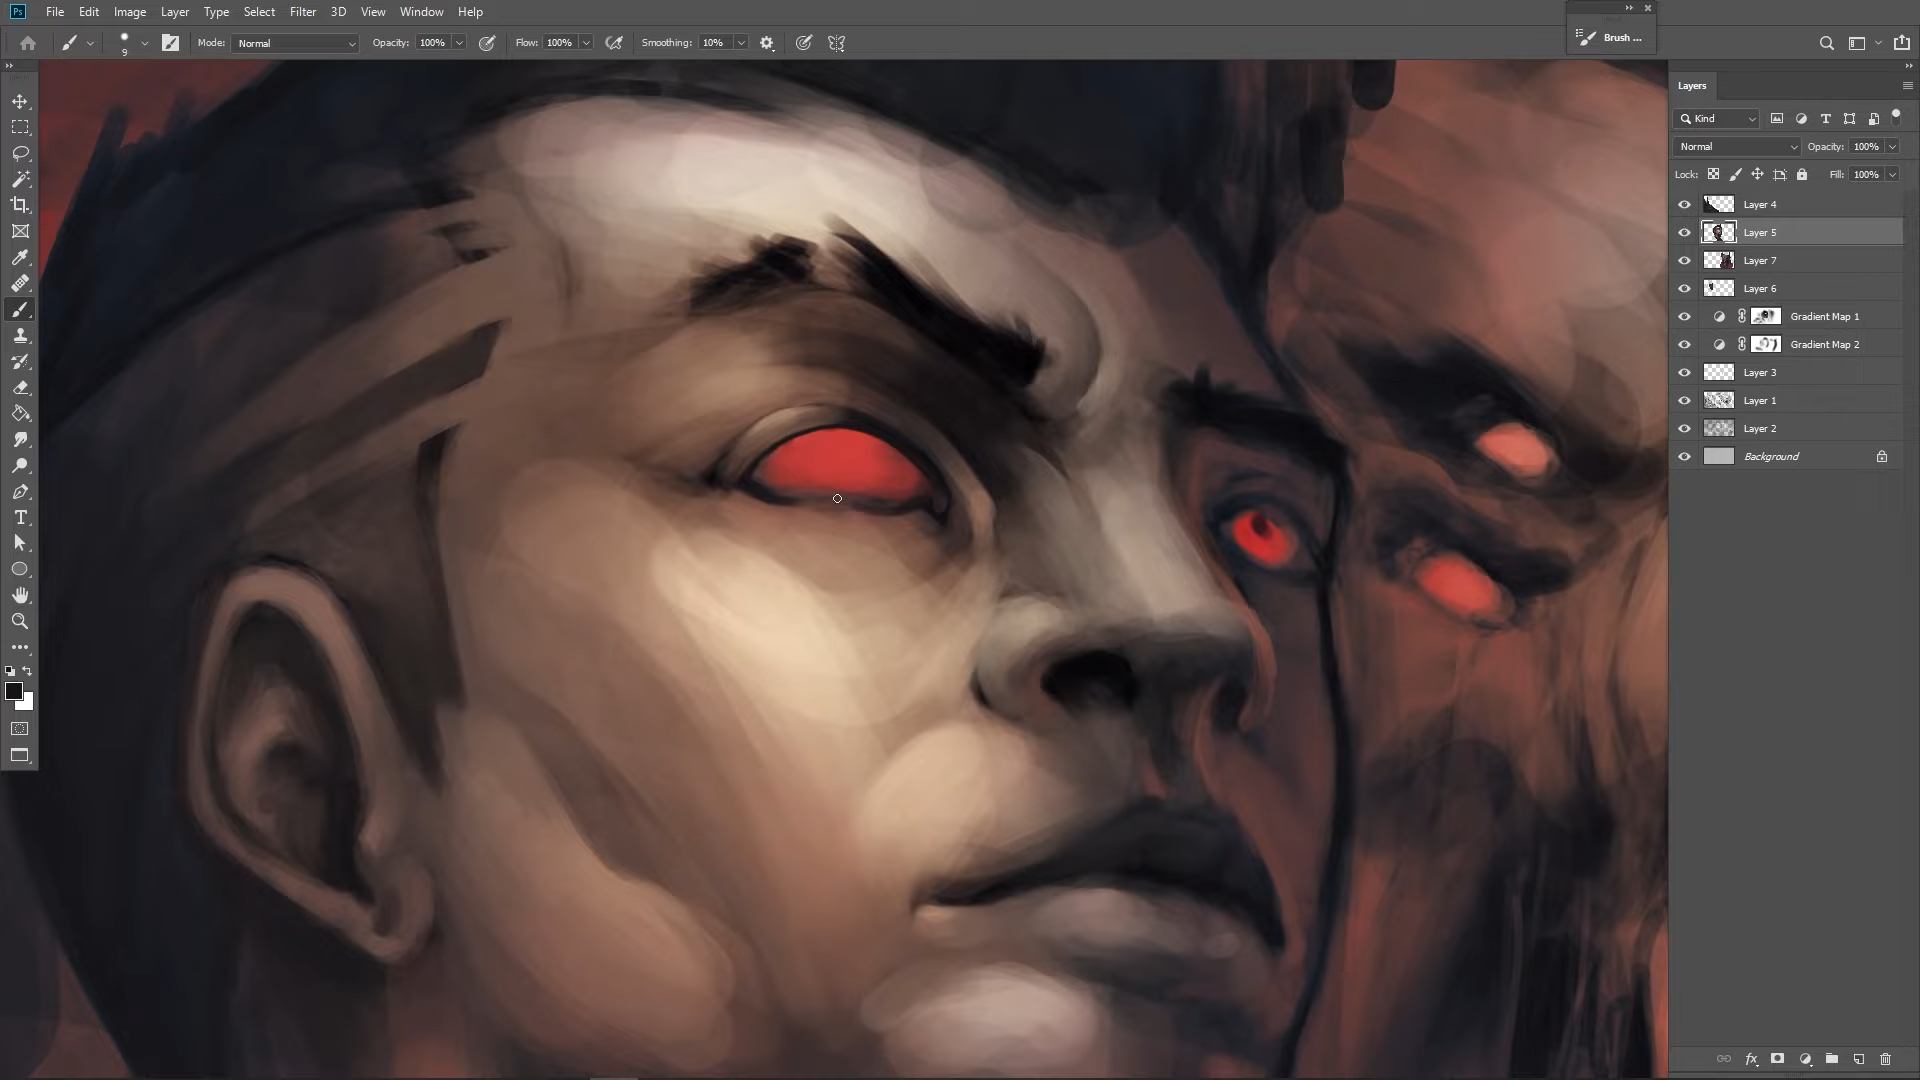 Ps File Edit Image Layer Type Select Filter 3D View Window Help
9 Mode: Normal Opacity: 100% Flow: 100% Smoothing: 10%
Brush ...
Layers
Kind
Normal Opacity: 100%
Lock: Fill: 100%
Layer 4
Layer 5
Layer 7
Layer 6
Gradient Map 1
Gradient Map 2
Layer 3
Layer 1
Layer 2
Background
fx